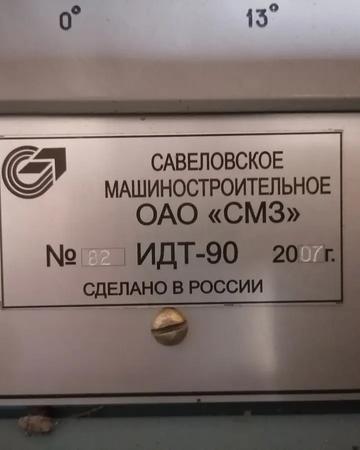 0° 13°
САВЕЛОВСКОЕ
МАШИНОСТРОИТЕЛЬНОЕ
ОАО «СМЗ»
№ 82 ИДТ-90 2007г.
СДЕЛАНО В РОССИИ